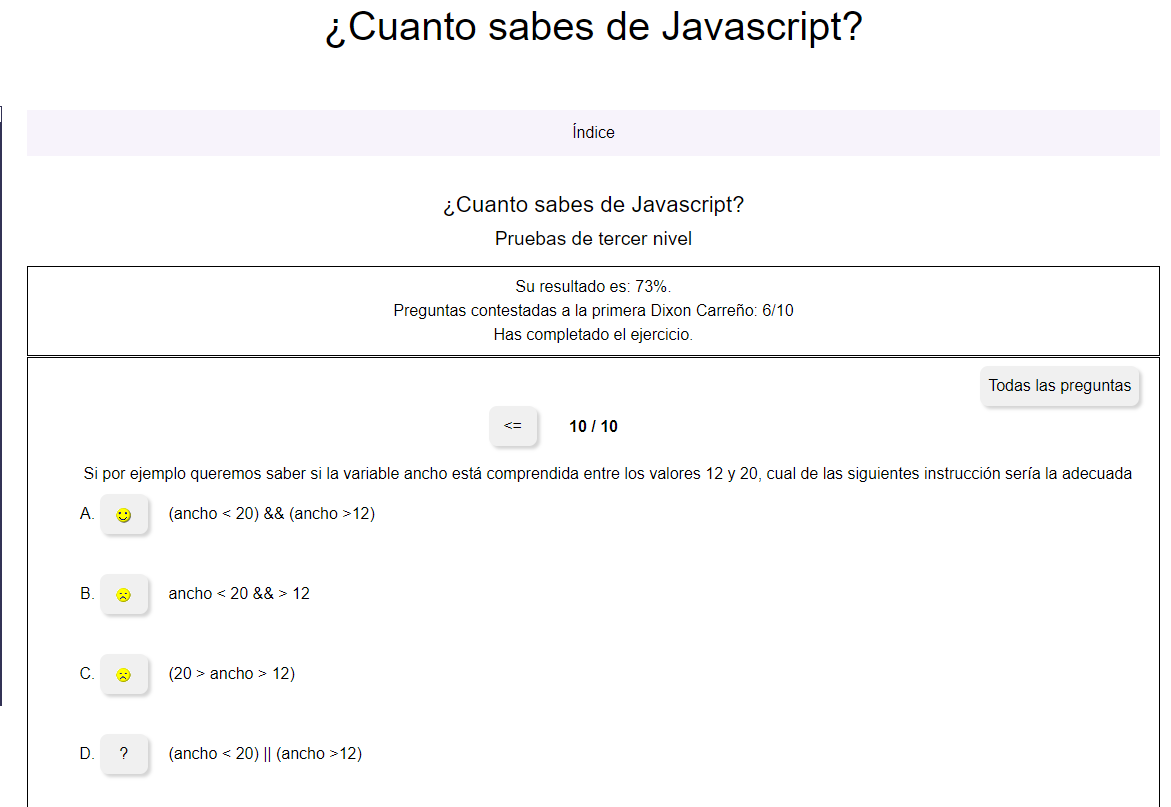 ¿Cuanto sabes de Javascript?
Índice
¿Cuanto sabes de Javascript?
Pruebas de tercer nivel
Su resultado es: 73%.
Preguntas contestadas a la primera Dixon Carreño: 6/10
Has completado el ejercicio.
Todas las preguntas
<= 10 / 10
Si por ejemplo queremos saber si la variable ancho está comprendida entre los valores 12 y 20, cual de las siguientes instrucción sería la adecuada
A. (ancho < 20) && (ancho >12)
B. ancho < 20 && > 12
C. (20 > ancho > 12)
D. ? (ancho < 20) || (ancho >12)